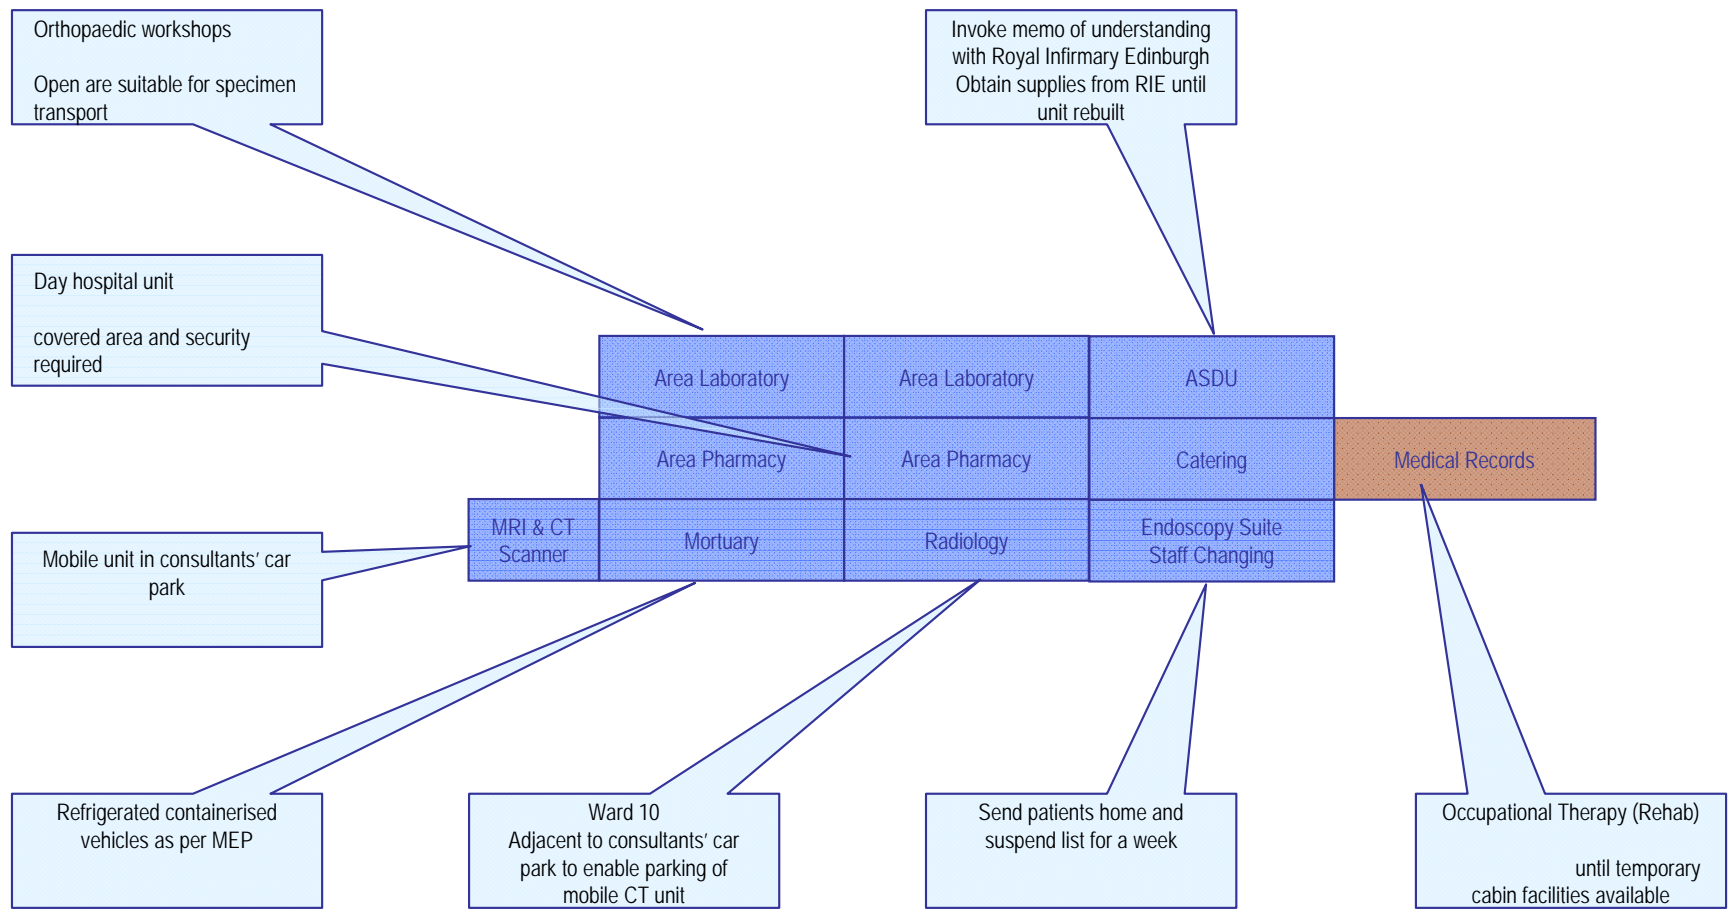 Orthopaedic workshops
Open are suitable for specimen
transport
Invoke memo of understanding
with Royal Infirmary Edinburgh
Obtain supplies from RIE until
unit rebuilt
Day hospital unit
covered area and security
required
Area Laboratory
Area Laboratory
ASDU
Area Pharmacy
Area Pharmacy
Catering
Medical Records
MRI & CT
Scanner
Mortuary
Radiology
Endoscopy Suite
Staff Changing
Mobile unit in consultants’ car
park
Refrigerated containerised
vehicles as per MEP
Ward 10
Adjacent to consultants’ car
park to enable parking of
mobile CT unit
Send patients home and
suspend list for a week
Occupational Therapy (Rehab)
until temporary
cabin facilities available